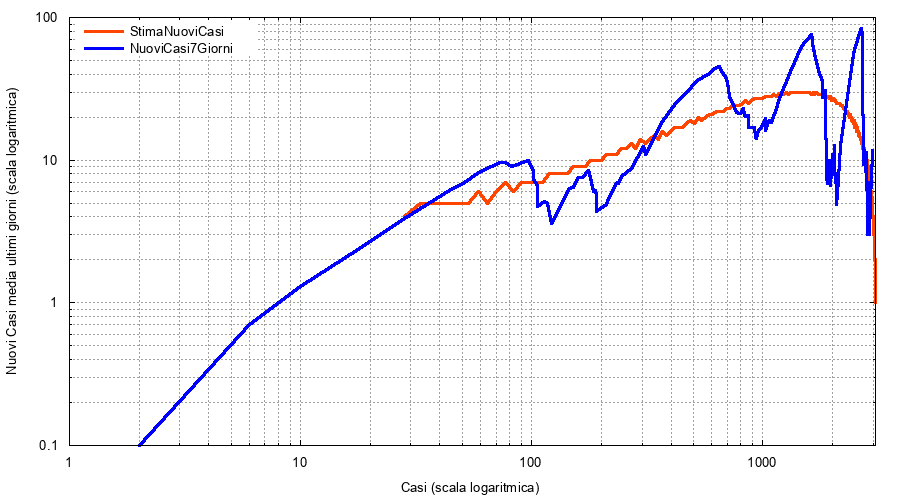 100
StimaNuoviCasi
NuoviCasi7Giorni
10
1
0.1
1
10
100
1000
Nuovi Casi media ultimi giorni (scala logaritmica)
Casi (scala logaritmica)